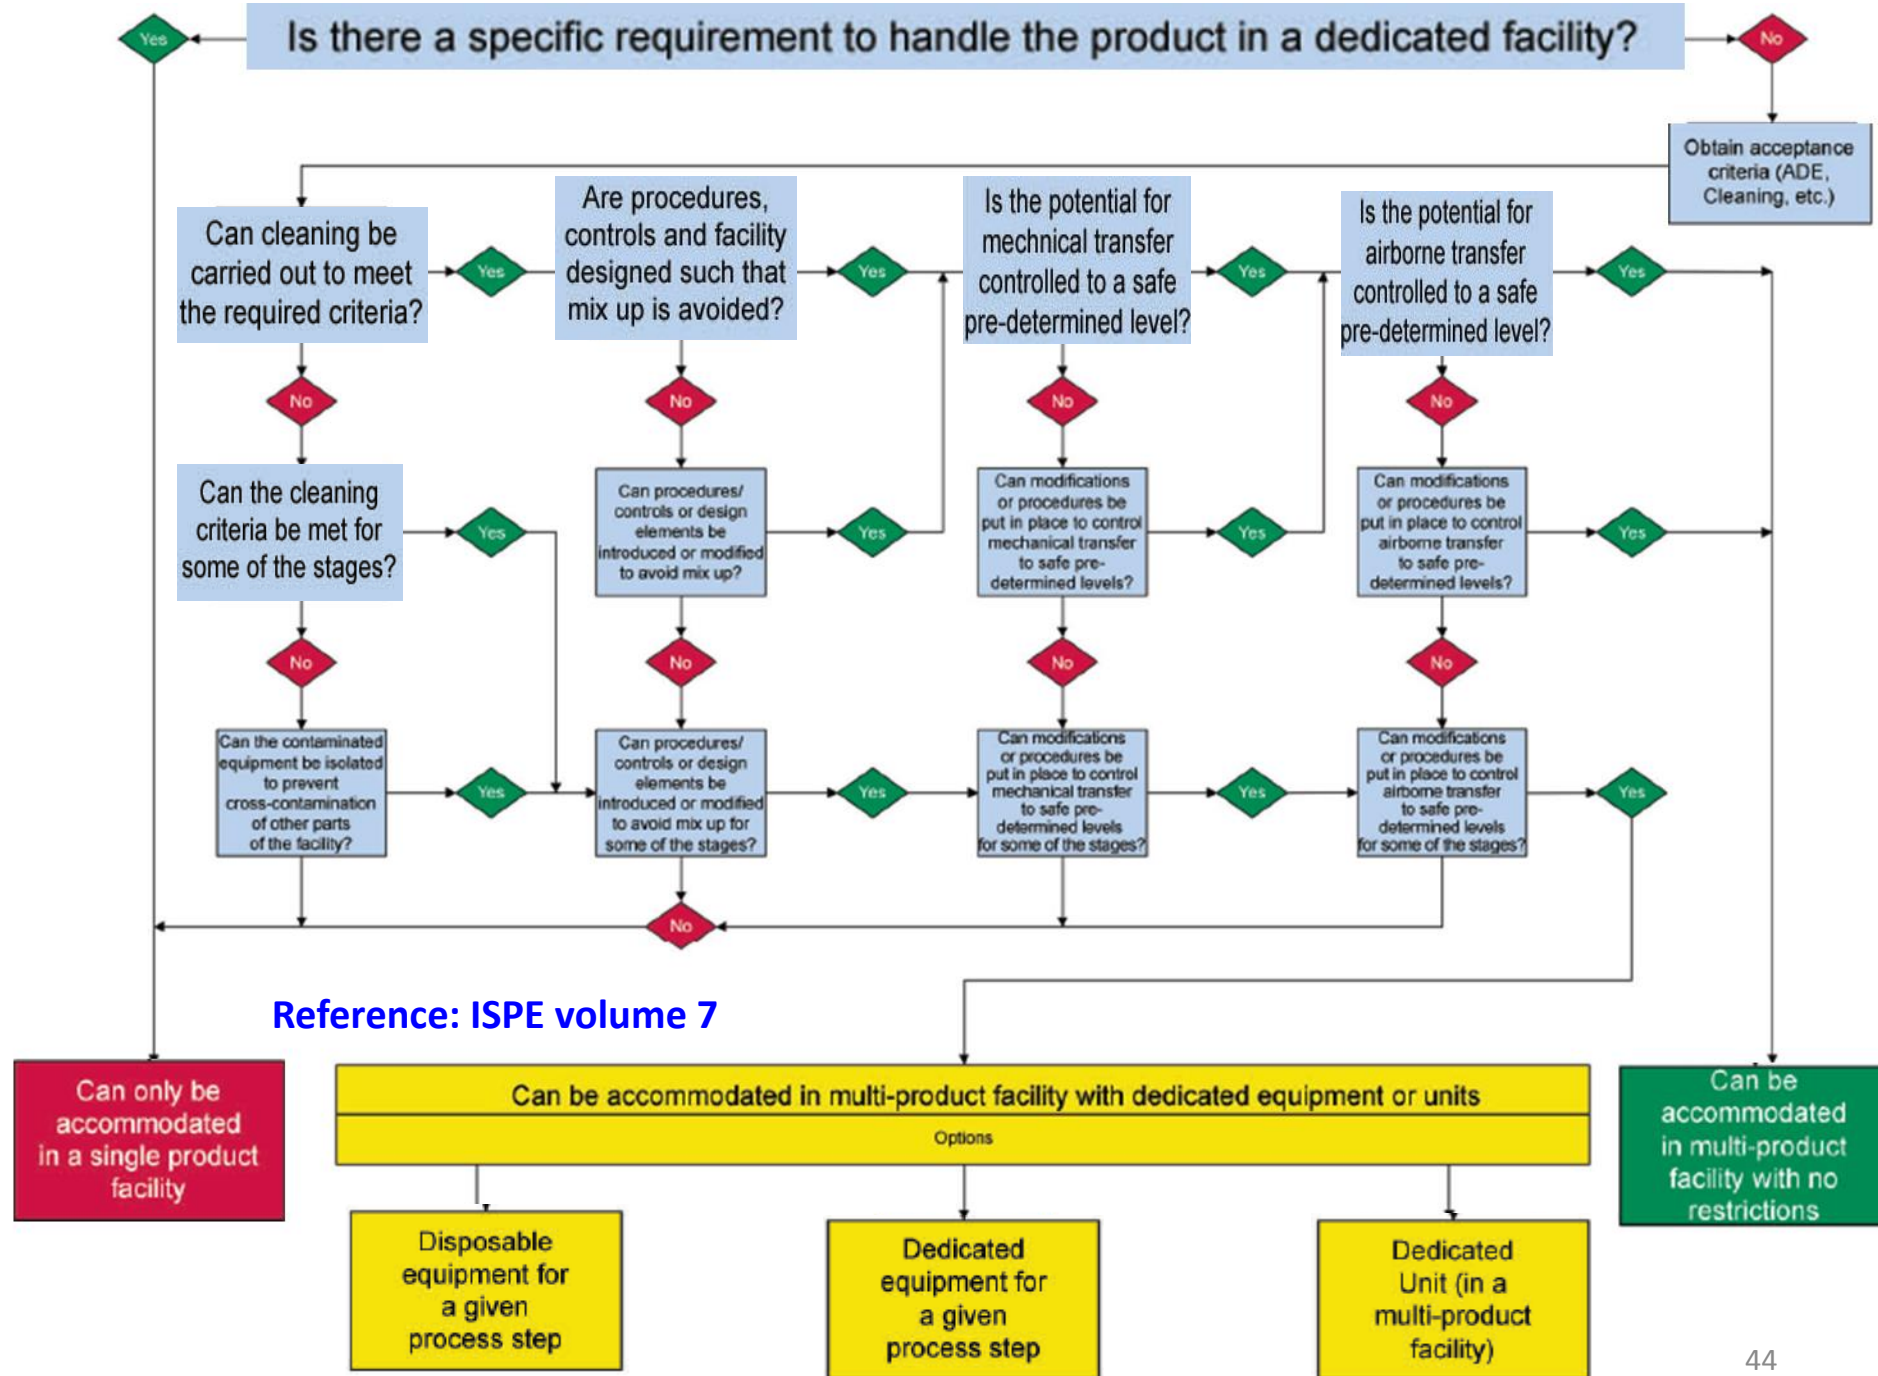 Yes
Is there a specific requirement to handle the product in a dedicated facility?
No
Obtain acceptance
criteria (ADE,
Cleaning, etc.)
Can cleaning be
carried out to meet
the required criteria?
Yes
Are procedures,
controls and facility
designed such that
mix up is avoided?
Yes
Is the potential for
mechnical transfer
controlled to a safe
pre-determined level?
Yes
Is the potential for
airborne transfer
controlled to a safe
pre-determined level?
Yes
No
No
No
No
Can the cleaning
criteria be met for
some of the stages?
Yes
Can procedures/
controls or design
elements be
introduced or modified
to avoid mix up?
Yes
Can modifications
or procedures be
put in place to control
mechanical transfer
to safe pre-
determined levels?
Yes
Can modifications
or procedures be
put in place to control
airborne transfer
to safe pre-
determined levels?
Yes
No
No
No
No
Can the contaminated
equipment be isolated
to prevent
cross-contamination
of other parts
of the facility?
Yes
Can procedures/
controls or design
elements be
introduced or modified
to avoid mix up for
some of the stages?
Yes
Can modifications
or procedures be
put in place to control
mechanical transfer
to safe pre-
determined levels
for some of the stages?
Yes
Can modifications
or procedures be
put in place to control
airborne transfer
to safe pre-
determined levels
for some of the stages?
Yes
No
Reference: ISPE volume 7
Can only be
accommodated
in a single product
facility
Can be accommodated in multi-product facility with dedicated equipment or units
Options
Can be
accommodated
in multi-product
facility with no
restrictions
Disposable
equipment for
a given
process step
Dedicated
equipment for
a given
process step
Dedicated
Unit (in a
multi-product
facility)
44